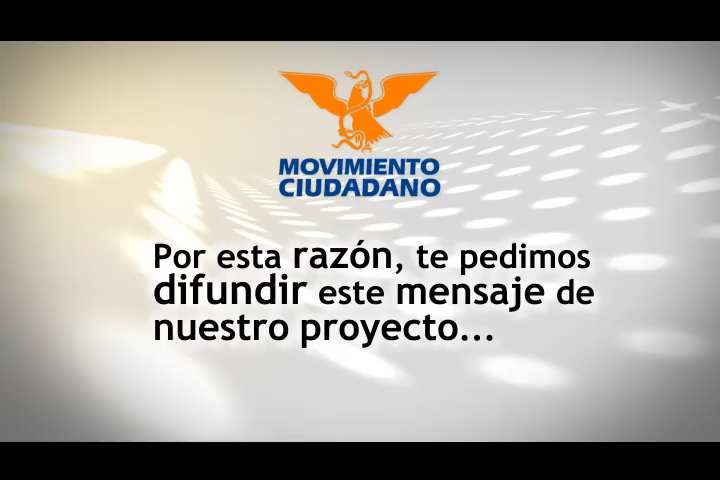 MOVIMIENTO
CIUDADANO
Por esta razón, te pedimos
difundir este mensaje de
nuestro proyecto...